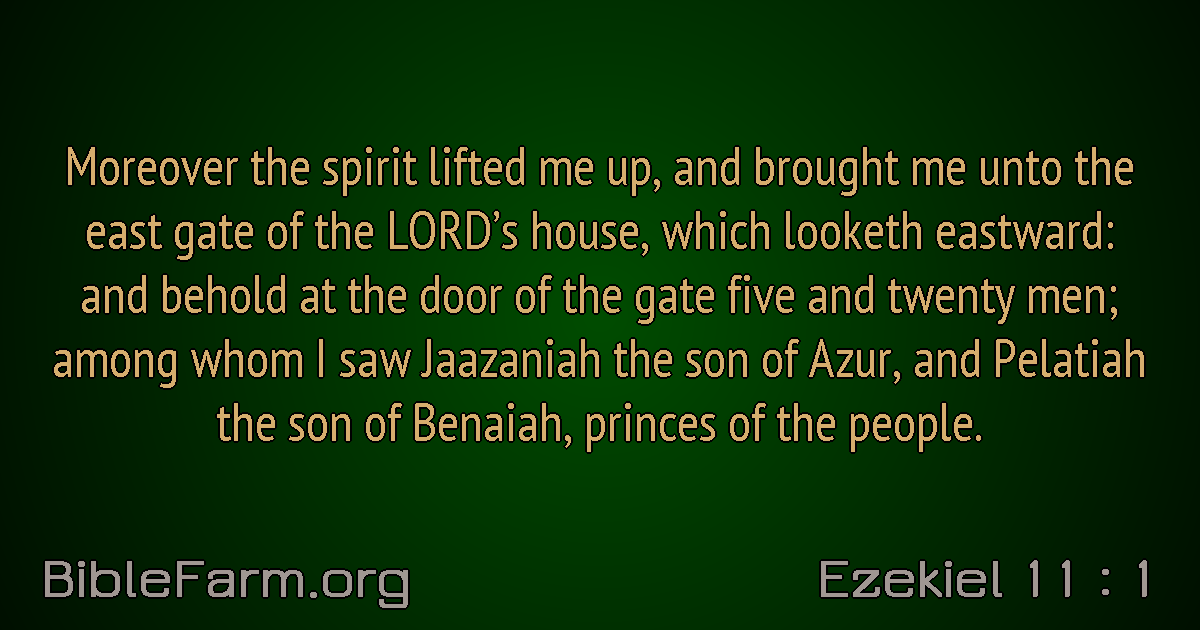 Moreover the spirit lifted me up, and brought me unto the
east gate of the LORD’s house, which looketh eastward:
and behold at the door of the gate five and twenty men;
among whom I saw Jaazaniah the son of Azur, and Pelatiah
the son of Benaiah, princes of the people.
BibleFarm.org
Ezekiel 11 : 1